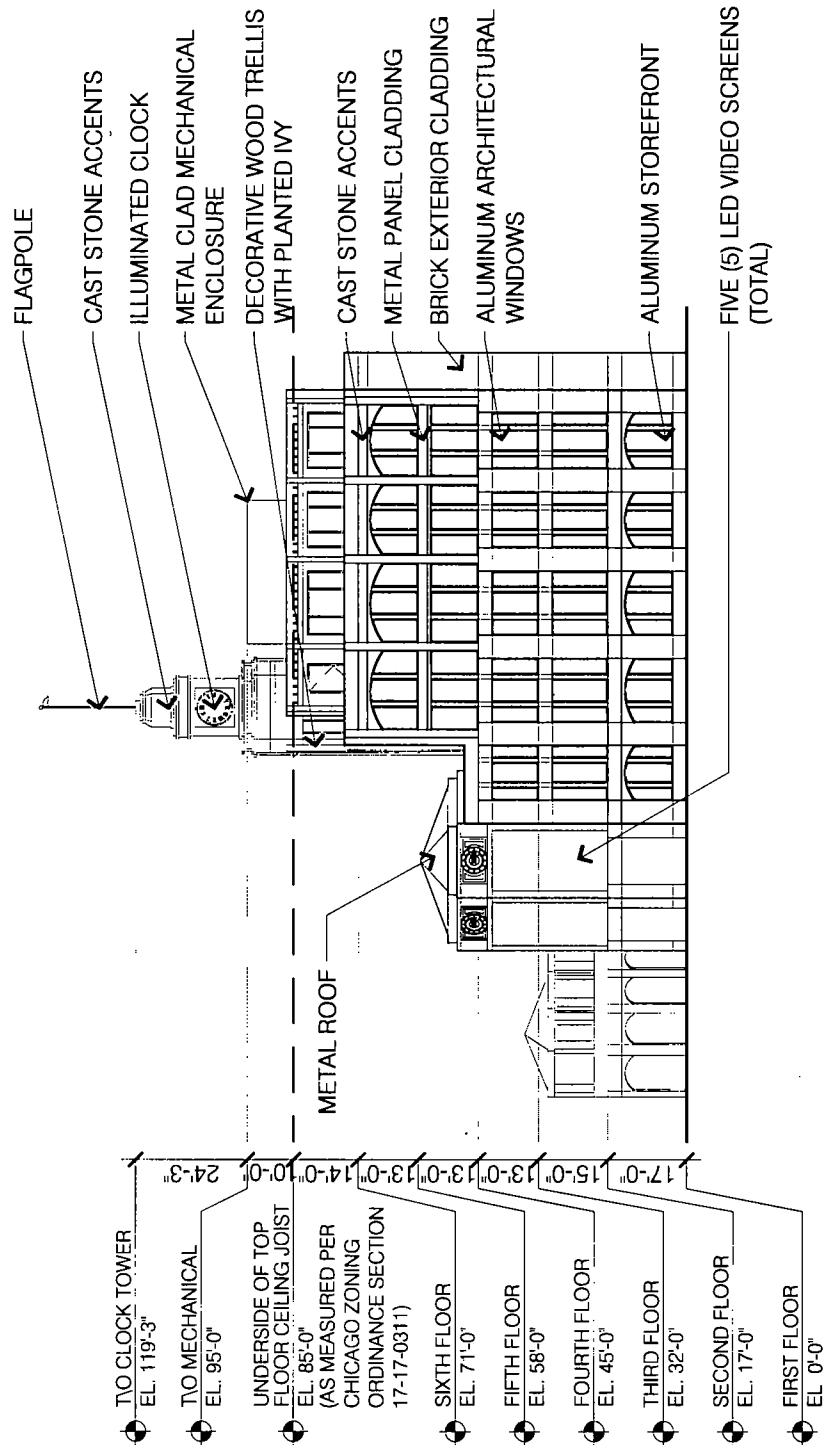 T/O CLOCK TOWER
EL. 119'-3"
T/O MECHANICAL
EL. 95'-0"
UNDERSIDE OF TOP
FLOOR CEILING JOIST
EL. 85'-0"
(AS MEASURED PER
CHICAGO ZONING
ORDINANCE SECTION
17-17-0311)
SIXTH FLOOR
EL. 71'-0"
FIFTH FLOOR
EL. 58'-0"
FOURTH FLOOR
EL. 45'-0"
THIRD FLOOR
EL. 32'-0"
SECOND FLOOR
EL. 17'-0"
FIRST FLOOR
EL 0'-0"
24'-3"
10'-0"
14'-0"
13'-0"
13'-0"
13'-0"
15'-0"
17'-0"
METAL ROOF
FLAGPOLE
CAST STONE ACCENTS
ILLUMINATED CLOCK
METAL CLAD MECHANICAL
ENCLOSURE
DECORATIVE WOOD TRELLIS
WITH PLANTED IVY
CAST STONE ACCENTS
METAL PANEL CLADDING
BRICK EXTERIOR CLADDING
ALUMINUM ARCHITECTURAL
WINDOWS
ALUMINUM STOREFRONT
FIVE (5) LED VIDEO SCREENS
(TOTAL)